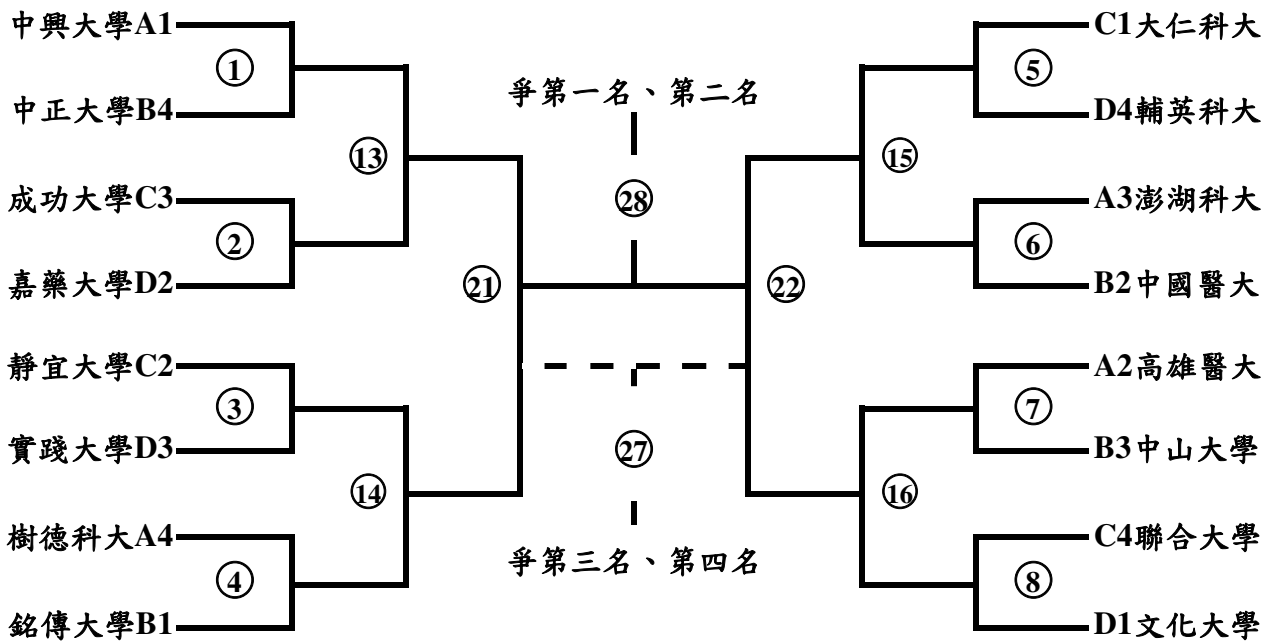 中興大學A1
①
中正大學B4
⑬
成功大學C3
②
嘉藥大學D2
㉑
靜宜大學C2
③
實踐大學D3
⑭
樹德科大A4
④
銘傳大學B1
爭第一名、第二名
㉘
㉗
爭第三名、第四名
C1大仁科大
⑤
D4輔英科大
⑮
A3澎湖科大
⑥
B2中國醫大
㉒
A2高雄醫大
⑦
B3中山大學
⑯
C4聯合大學
⑧
D1文化大學